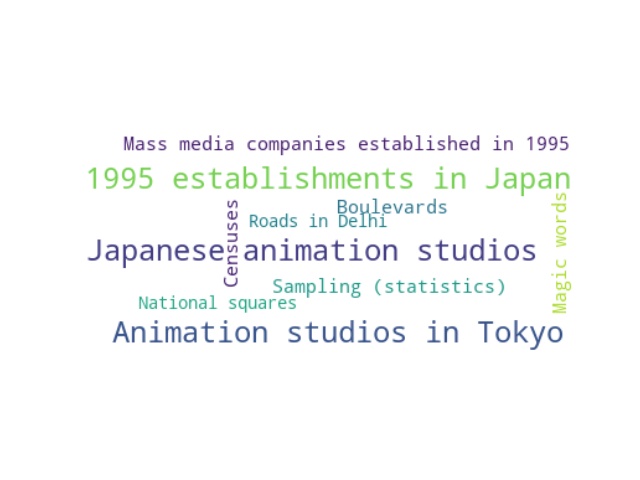 Mass media companies established in 1995
1995 establishments in Japan
Censuses
Boulevards
Roads in Delhi
Magic words
Japanese animation studios
Sampling (statistics)
National squares
Animation studios in Tokyo